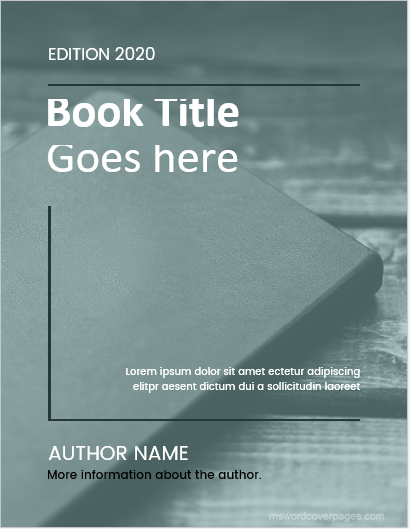 EDITION 2020
Book Title
Goes here
Lorem ipsum dolor sit amet ectetur adipiscing
elitpr aesent dictum dui a sollicitudin laoreet
AUTHOR NAME
More information about the author.
mswordcoverpages.com